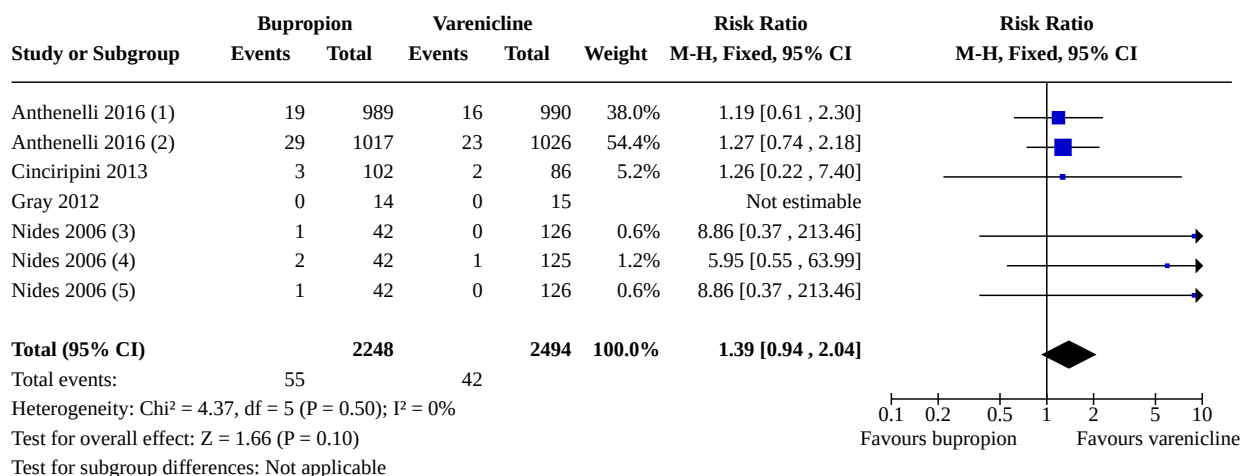 Bupropion Varenicline Risk Ratio Risk Ratio
Study or Subgroup Events Total Events Total Weight M-H, Fixed, 95% CI M-H, Fixed, 95% CI
Anthenelli 2016 (1) 19 989 16 990 38.0% 1.19 [0.61 , 2.30]
Anthenelli 2016 (2) 29 1017 23 1026 54.4% 1.27 [0.74 , 2.18]
Cinciripini 2013 3 102 2 86 5.2% 1.26 [0.22 , 7.40]
Gray 2012 0 14 0 15 Not estimable
Nides 2006 (3) 1 42 0 126 0.6% 8.86 [0.37 , 213.46]
Nides 2006 (4) 2 42 1 125 1.2% 5.95 [0.55 , 63.99]
Nides 2006 (5) 1 42 0 126 0.6% 8.86 [0.37 , 213.46]
Total (95% CI) 2248 2494 100.0% 1.39 [0.94 , 2.04]
Total events: 55 42
Heterogeneity: Chi² = 4.37, df = 5 (P = 0.50); I² = 0%
0.1 0.2 0.5 1 2 5 10
Test for overall effect: Z = 1.66 (P = 0.10)
Favours bupropion Favours varenicline
Test for subgroup differences: Not applicable